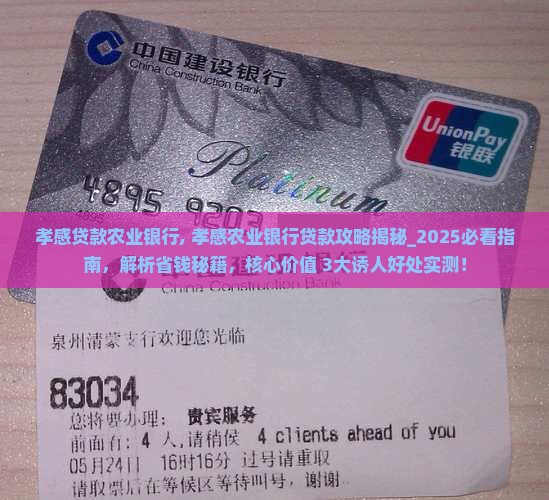 中国建设银行
China Construction Bank
UnionPay
银联
Platinum
4895 9203
孝感贷款农业银行, 孝感农业银行贷款攻略揭秘_2025必看指
南，解析省钱秘籍，核心价值 3大诱人好处实测！
泉州清蒙支行欢迎您光临
83034
您将要办理： 贵宾服务
前面有: 4 人,请稍侯 4 clients ahead of you
05月24日 16时16分 过号请重取
请取票后在等候区等待叫号，谢谢